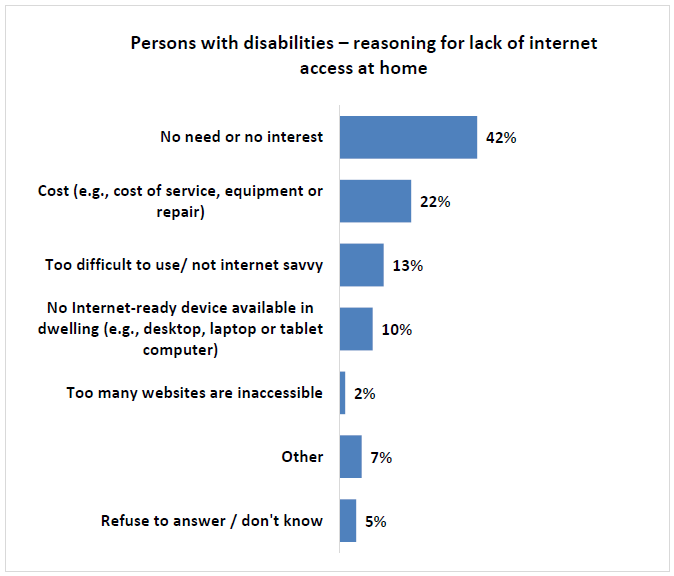 Persons with disabilities – reasoning for lack of internet
access at home
No need or no interest
42%
Cost (e.g., cost of service, equipment or
repair)
22%
Too difficult to use/ not internet savvy
13%
No Internet-ready device available in
dwelling (e.g., desktop, laptop or tablet
computer)
10%
Too many websites are inaccessible
2%
Other
7%
Refuse to answer / don't know
5%